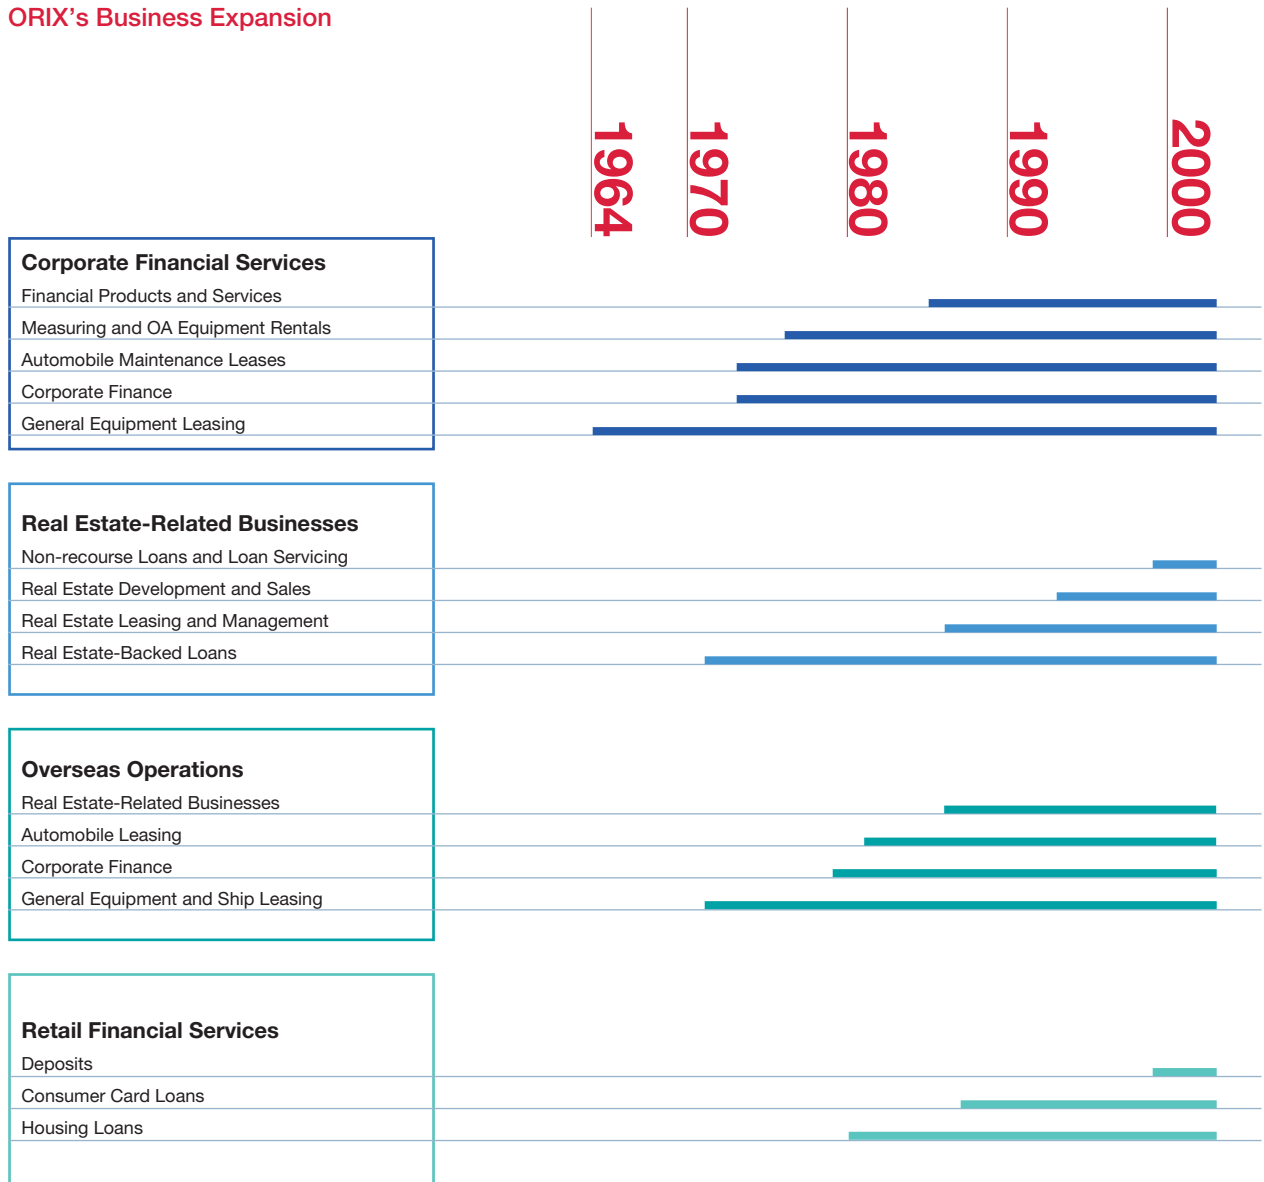 ORIX’s Business Expansion
1964
1970
1980
1990
2000
Corporate Financial Services
Financial Products and Services
Measuring and OA Equipment Rentals
Automobile Maintenance Leases
Corporate Finance
General Equipment Leasing
Real Estate-Related Businesses
Non-recourse Loans and Loan Servicing
Real Estate Development and Sales
Real Estate Leasing and Management
Real Estate-Backed Loans
Overseas Operations
Real Estate-Related Businesses
Automobile Leasing
Corporate Finance
General Equipment and Ship Leasing
Retail Financial Services
Deposits
Consumer Card Loans
Housing Loans